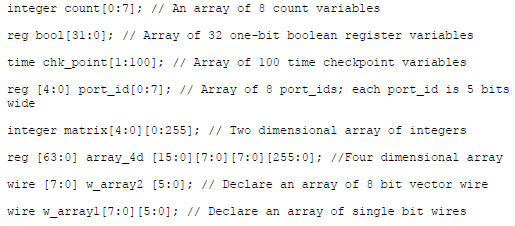 integer count[0:7]; // An array of 8 count variables
reg bool[31:0]; // Array of 32 one-bit boolean register variables
time chk_point[1:100]; // Array of 100 time checkpoint variables
reg [4:0] port_id[0:7]; // Array of 8 port_ids; each port_id is 5 bits
wide
integer matrix[4:0][0:255]; // Two dimensional array of integers
reg [63:0] array_4d [15:0][7:0][7:0][255:0]; //Four dimensional array
wire [7:0] w_array2 [5:0]; // Declare an array of 8 bit vector wire
wire w_array1[7:0][5:0]; // Declare an array of single bit wires